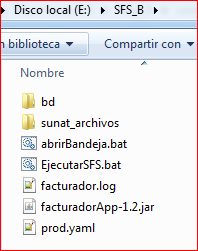 Disco local (E:) ▸ SFS_B
n biblioteca ▾ Compartir con ▾
Nombre
bd
sunat_archivos
abrirBandeja.bat
EjecutarSFS.bat
facturador.log
facturadorApp-1.2.jar
prod.yaml